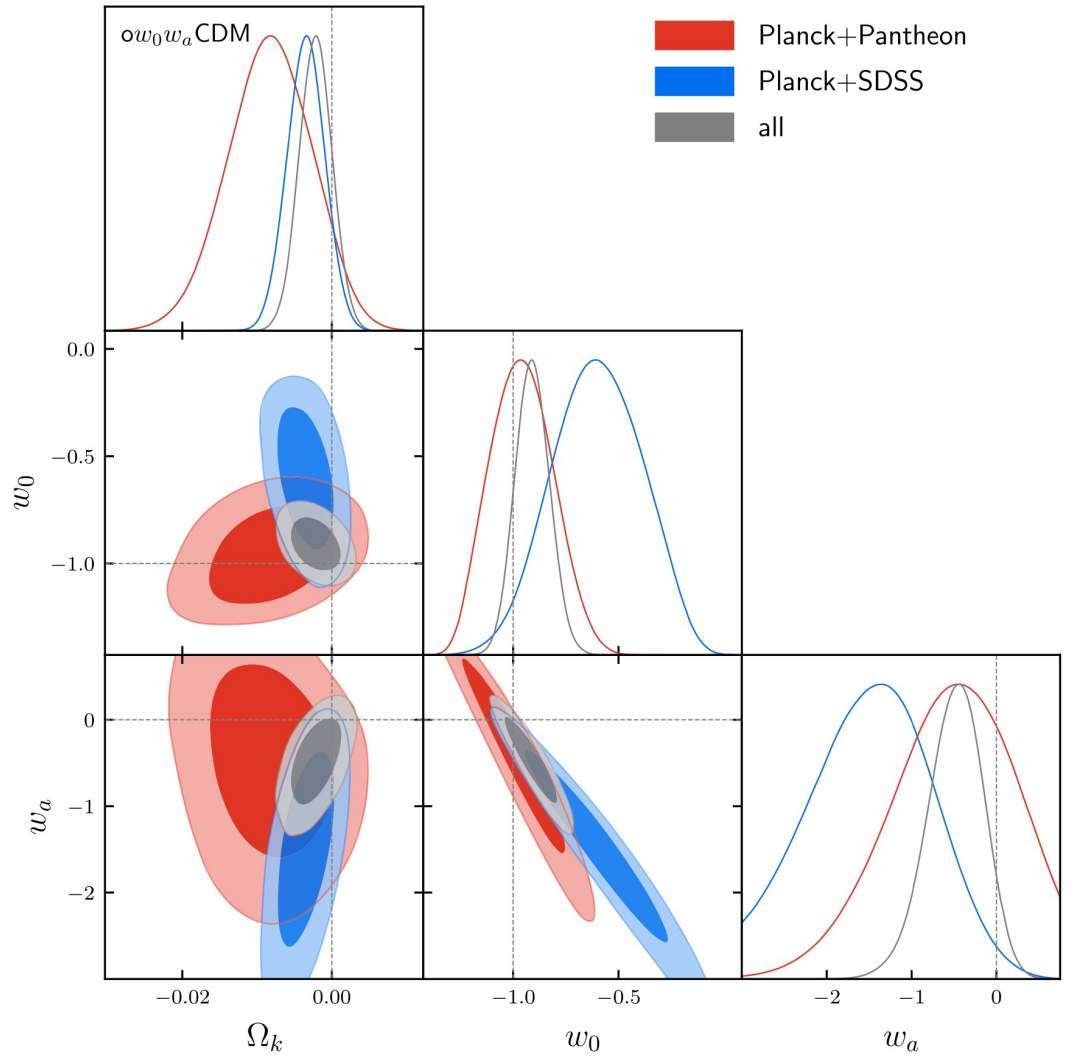 ow₀wₐCDM
Planck+Pantheon
Planck+SDSS
all
w₀
0.0
−0.5
−1.0
wₐ
0
−1
−2
−0.02 0.00
Ωₖ
−1.0 −0.5
w₀
−2 −1 0
wₐ